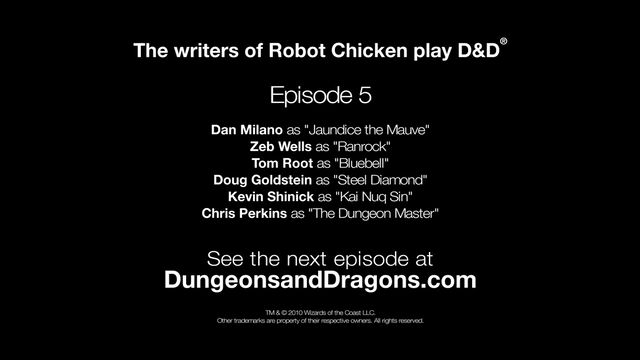 The writers of Robot Chicken play D&D®
Episode 5
Dan Milano as "Jaundice the Mauve"
Zeb Wells as "Ranrock"
Tom Root as "Bluebell"
Doug Goldstein as "Steel Diamond"
Kevin Shinick as "Kai Nuq Sin"
Chris Perkins as "The Dungeon Master"
See the next episode at
DungeonsandDragons.com
TM & © 2010 Wizards of the Coast LLC.
Other trademarks are property of their respective owners. All rights reserved.